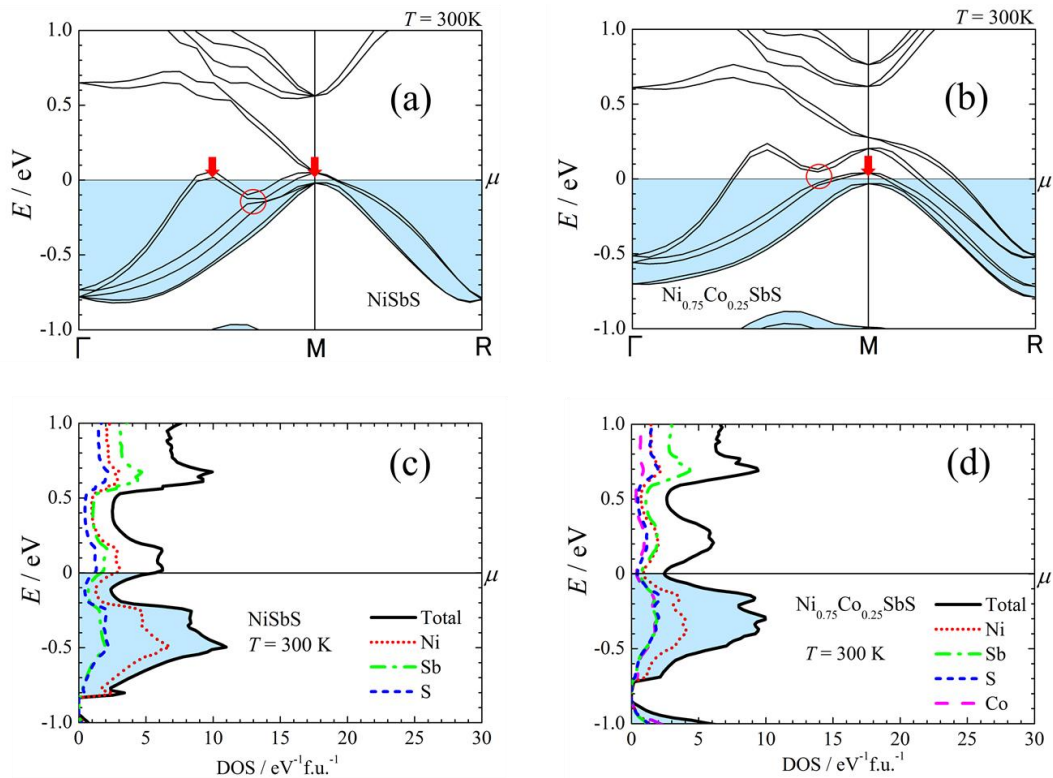 T = 300K
1.0
0.5
0
-0.5
-1.0
E / eV
(a)
μ
NiSbS
Γ
M
R
T = 300K
1.0
0.5
0
-0.5
-1.0
E / eV
(b)
μ
Ni0.75Co0.25SbS
Γ
M
R
1.0
0.5
0
-0.5
-1.0
E / eV
(c)
μ
NiSbS
T = 300 K
Total
Ni
Sb
S
0 5 10 15 20 25 30
DOS / eV-1f.u.-1
1.0
0.5
0
-0.5
-1.0
E / eV
(d)
μ
Ni0.75Co0.25SbS
T = 300 K
Total
Ni
Sb
S
Co
0 5 10 15 20 25 30
DOS / eV-1f.u.-1